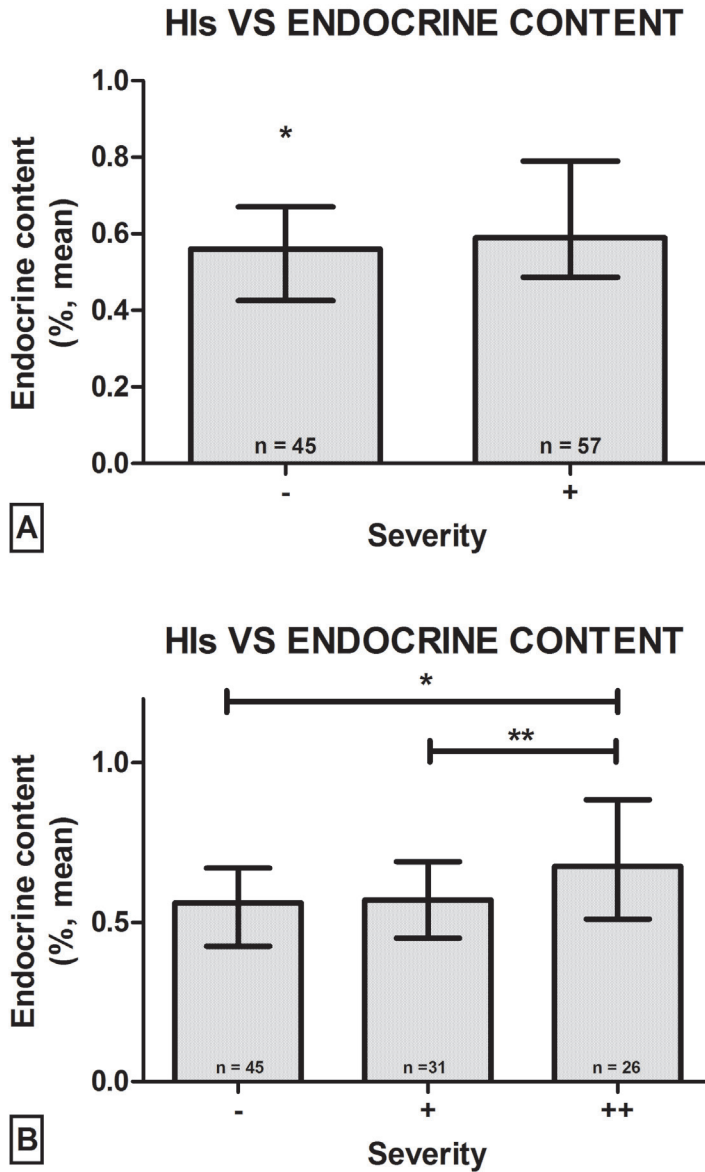 HIs VS ENDOCRINE CONTENT
Endocrine content
(%, mean)
1.0
0.8
0.6
0.4
0.2
0.0
*
n = 45
n = 57
-
+
Severity
A
HIs VS ENDOCRINE CONTENT
Endocrine content
(%, mean)
1.0
0.5
0.0
*
**
n = 45
n =31
n = 26
-
+
++
Severity
B